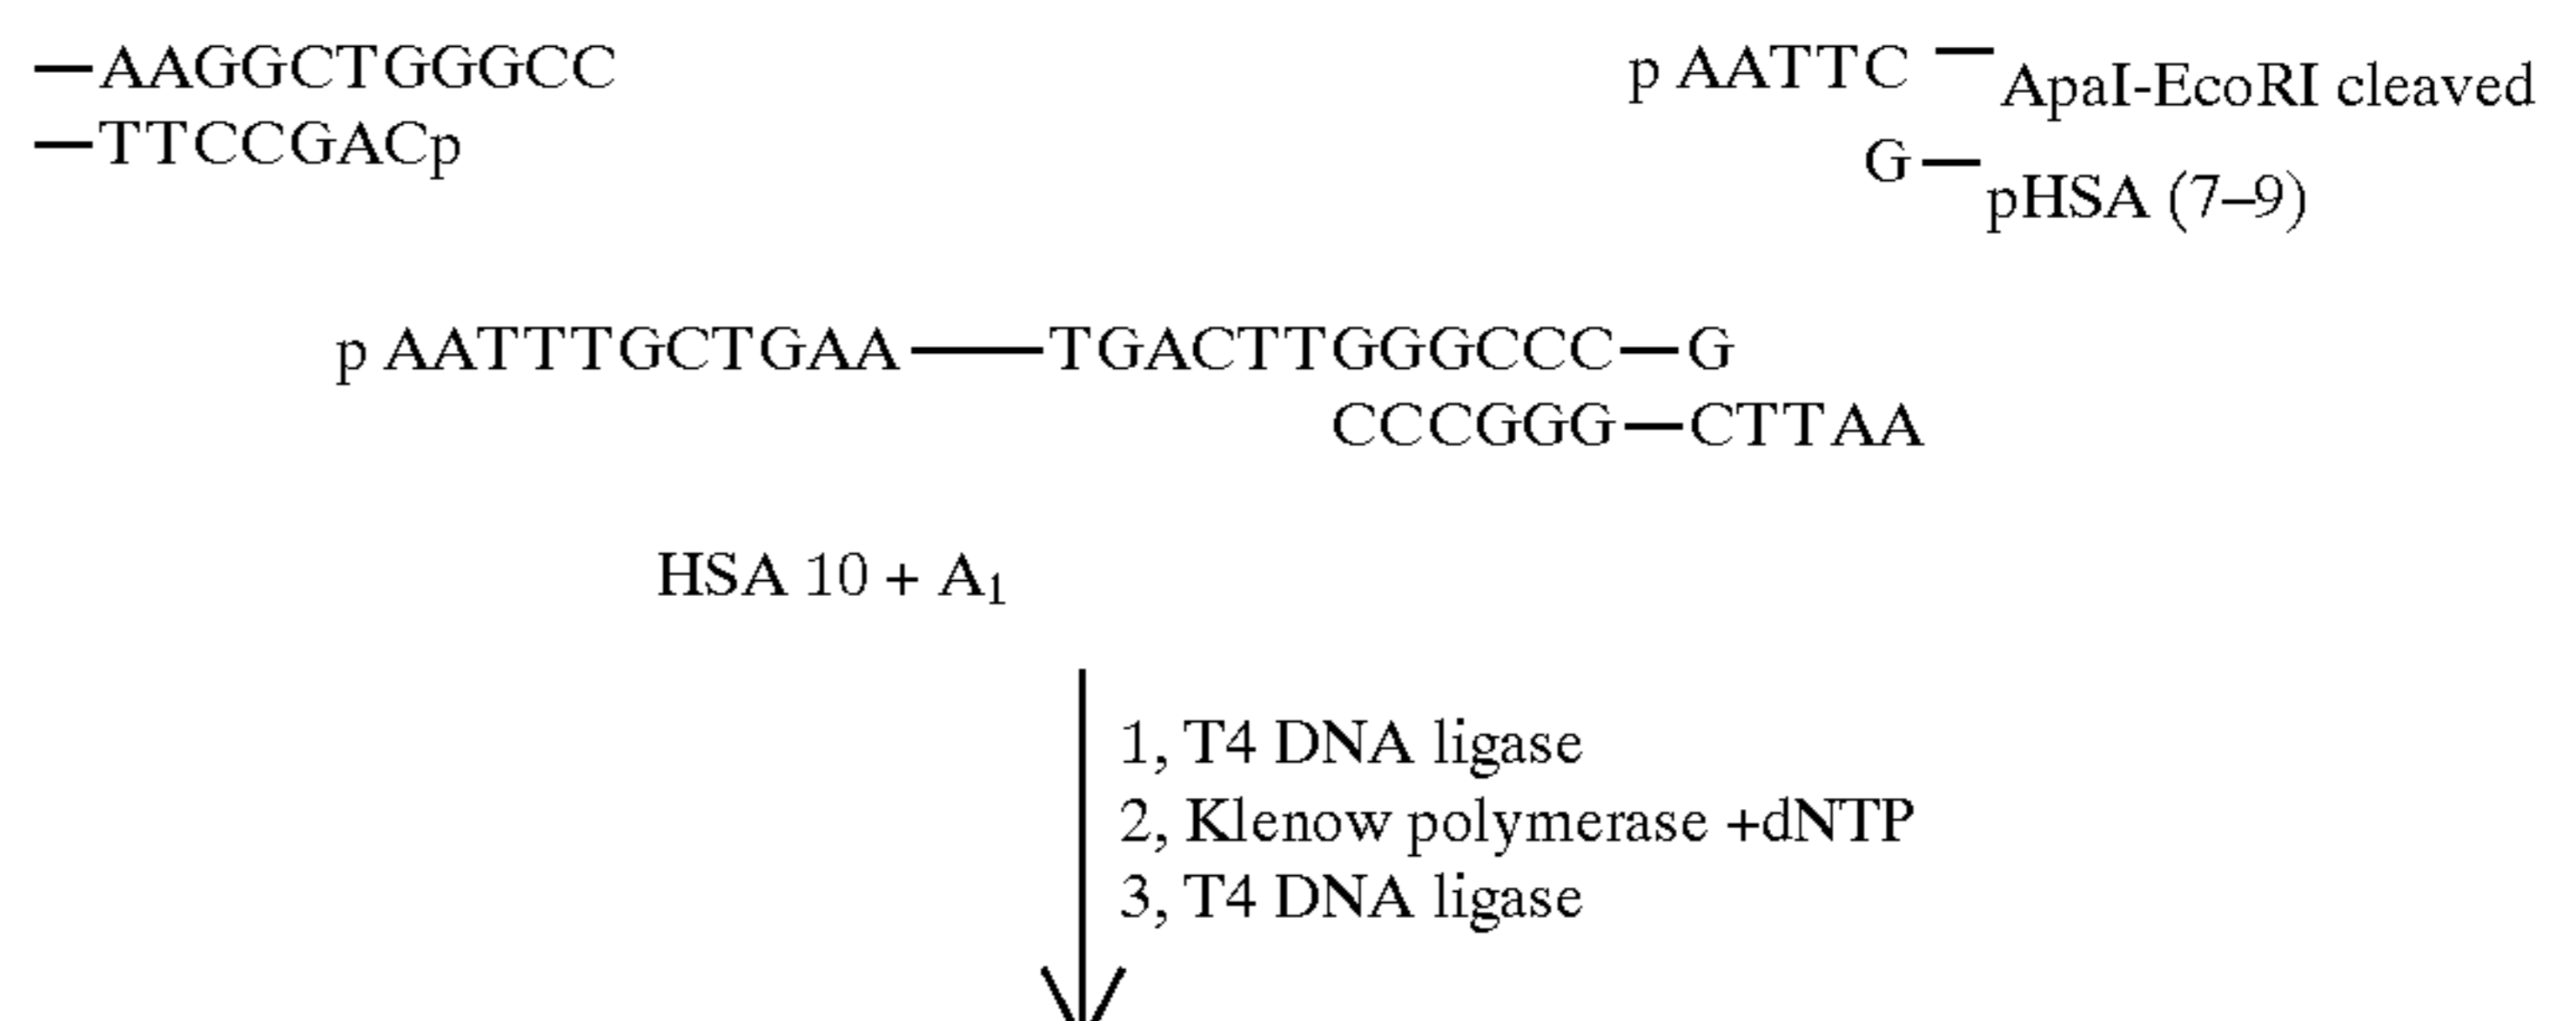 —AAGGCTGGGCC
—TTCCGACp
p AATTC — ApaI-EcoRI cleaved
G— pHSA (7–9)
p AATTTGCTGAA——TGACTTGGGCCC—G
CCCGGG—CTTAA
HSA 10 + A₁
1, T4 DNA ligase
2, Klenow polymerase +dNTP
3, T4 DNA ligase